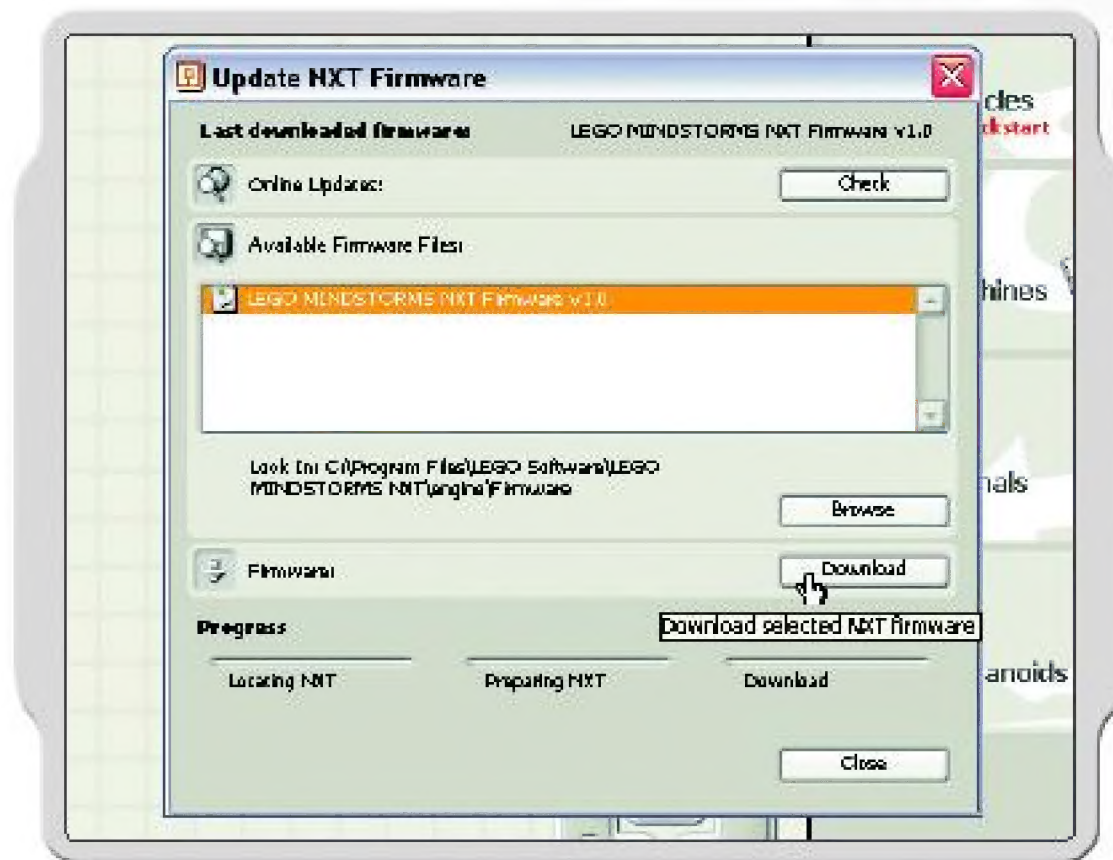 Update NXT Firmware
Last downloaded firmware: LEGO MINDSTORMS NXT Firmware v1.0
Online Updates: Check
Available Firmware Files:
LEGO MINDSTORMS NXT Firmware v1.0
Look In: C:\Program Files\LEGO Software\LEGO
MINDSTORMS NXT\engine\Firmware
Browse
Firmware: Download
Download selected NXT firmware
Progress
Locating NXT Preparing NXT Download
Close
cles
ckstart
hines
nals
anoids